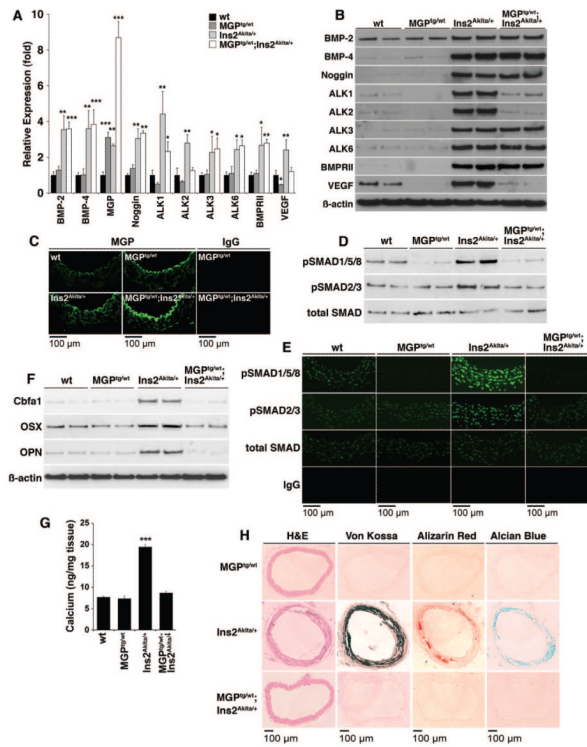 A
wt
MGPtg/wt
Ins2Akita/+
MGPtg/wt;Ins2Akita/+
Relative Expression (fold)
10
8
6
4
2
0
*** ** *** *** *** ** *** ** *** ** * ** * * * * * ** * **
BMP-2 BMP-4 MGP Noggin ALK1 ALK2 ALK3 ALK6 BMPRII VEGF
B
wt MGPtg/wt Ins2Akita/+ MGPtg/wt; Ins2Akita/+
BMP-2
BMP-4
Noggin
ALK1
ALK2
ALK3
ALK6
BMPRII
VEGF
ß-actin
C
MGP IgG
wt MGPtg/wt MGPtg/wt
Ins2Akita/+ MGPtg/wt;Ins2Akita/+ MGPtg/wt;Ins2Akita/+
100 µm 100 µm 100 µm
D
wt MGPtg/wt Ins2Akita/+ MGPtg/wt; Ins2Akita/+
pSMAD1/5/8
pSMAD2/3
total SMAD
E
wt MGPtg/wt Ins2Akita/+ MGPtg/wt; Ins2Akita/+
pSMAD1/5/8
pSMAD2/3
total SMAD
IgG
100 µm 100 µm 100 µm 100 µm
F
wt MGPtg/wt Ins2Akita/+ MGPtg/wt; Ins2Akita/+
Cbfa1
OSX
OPN
ß-actin
G
Calcium (ng/mg tissue)
25
20
15
10
5
0
***
wt MGPtg/wt Ins2Akita/+ MGPtg/wt; Ins2Akita/+
H
H&E Von Kossa Alizarin Red Alcian Blue
MGPtg/wt
Ins2Akita/+
MGPtg/wt;
Ins2Akita/+
100 µm 100 µm 100 µm 100 µm